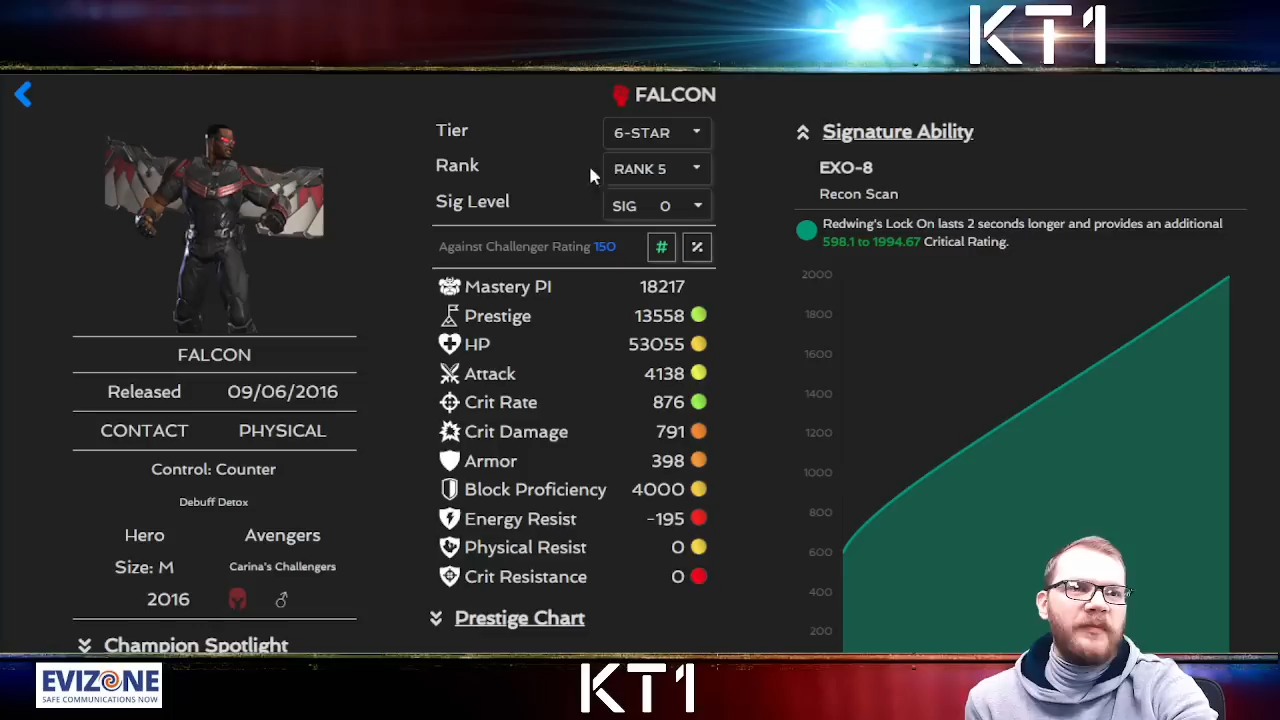 KT1
FALCON
Tier 6-STAR
Rank RANK 5
Sig Level SIG 0
Against Challenger Rating 150 # %
Mastery PI 18217
Prestige 13558
HP 53055
Attack 4138
Crit Rate 876
Crit Damage 791
Armor 398
Block Proficiency 4000
Energy Resist -195
Physical Resist 0
Crit Resistance 0
Prestige Chart
FALCON
Released 09/06/2016
CONTACT PHYSICAL
Control: Counter
Debuff Detox
Hero Avengers
Size: M Carina's Challengers
2016 ♂
Champion Spotlight
Signature Ability
EXO-8
Recon Scan
Redwing's Lock On lasts 2 seconds longer and provides an additional
598.1 to 1994.67 Critical Rating.
2000
1800
1600
1400
1200
1000
800
600
400
200
EVIZONE
SAFE COMMUNICATIONS NOW
KT1